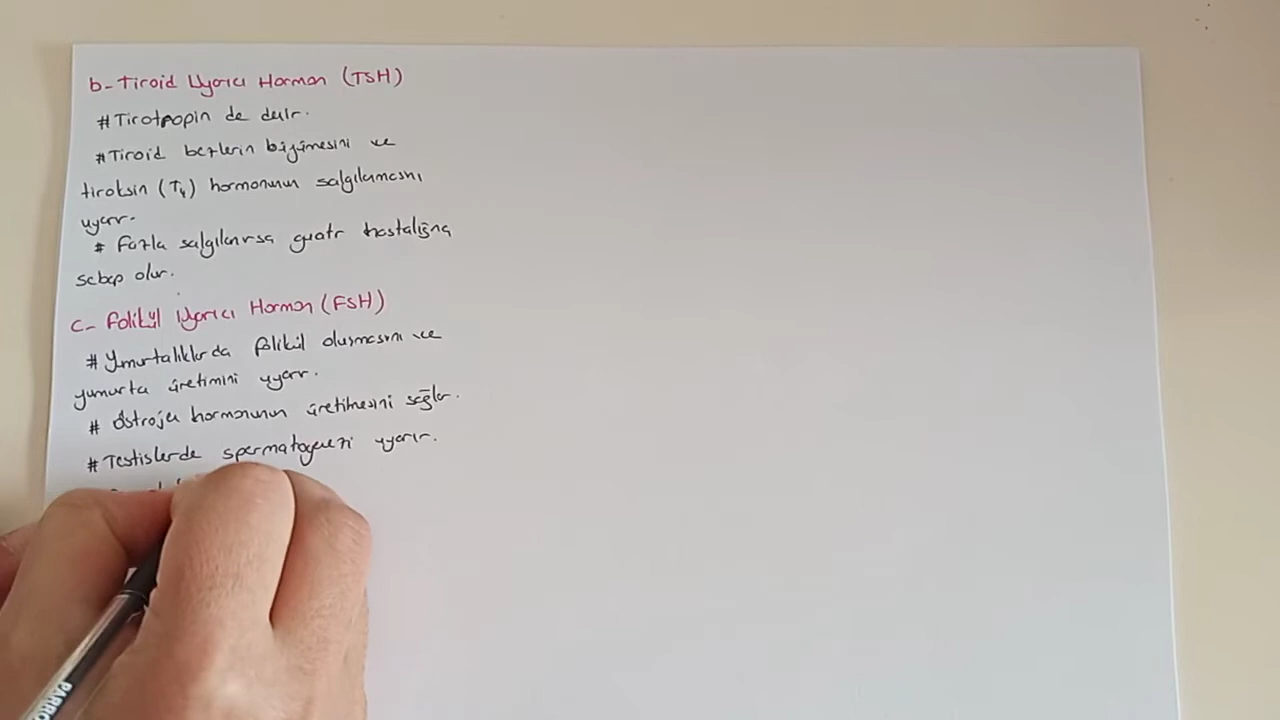 b- Tiroid Uyarıcı Hormon (TSH)
#Tirotropin de denir.
#Tiroid bezlerin büyümesini ve
tiroksin (T4) hormonunun salgılanmasını
uyarır.
# Fazla salgılanırsa guatr hastalığına
sebep olur.
c- Folikül Uyarıcı Hormon (FSH)
#Yumurtalıklarda folikül oluşmasını ve
yumurta üretimini uyarır.
# Östrojen hormonunun üretilmesini sağlar.
#Testislerde spermatogenezi uyarır.
PARRO